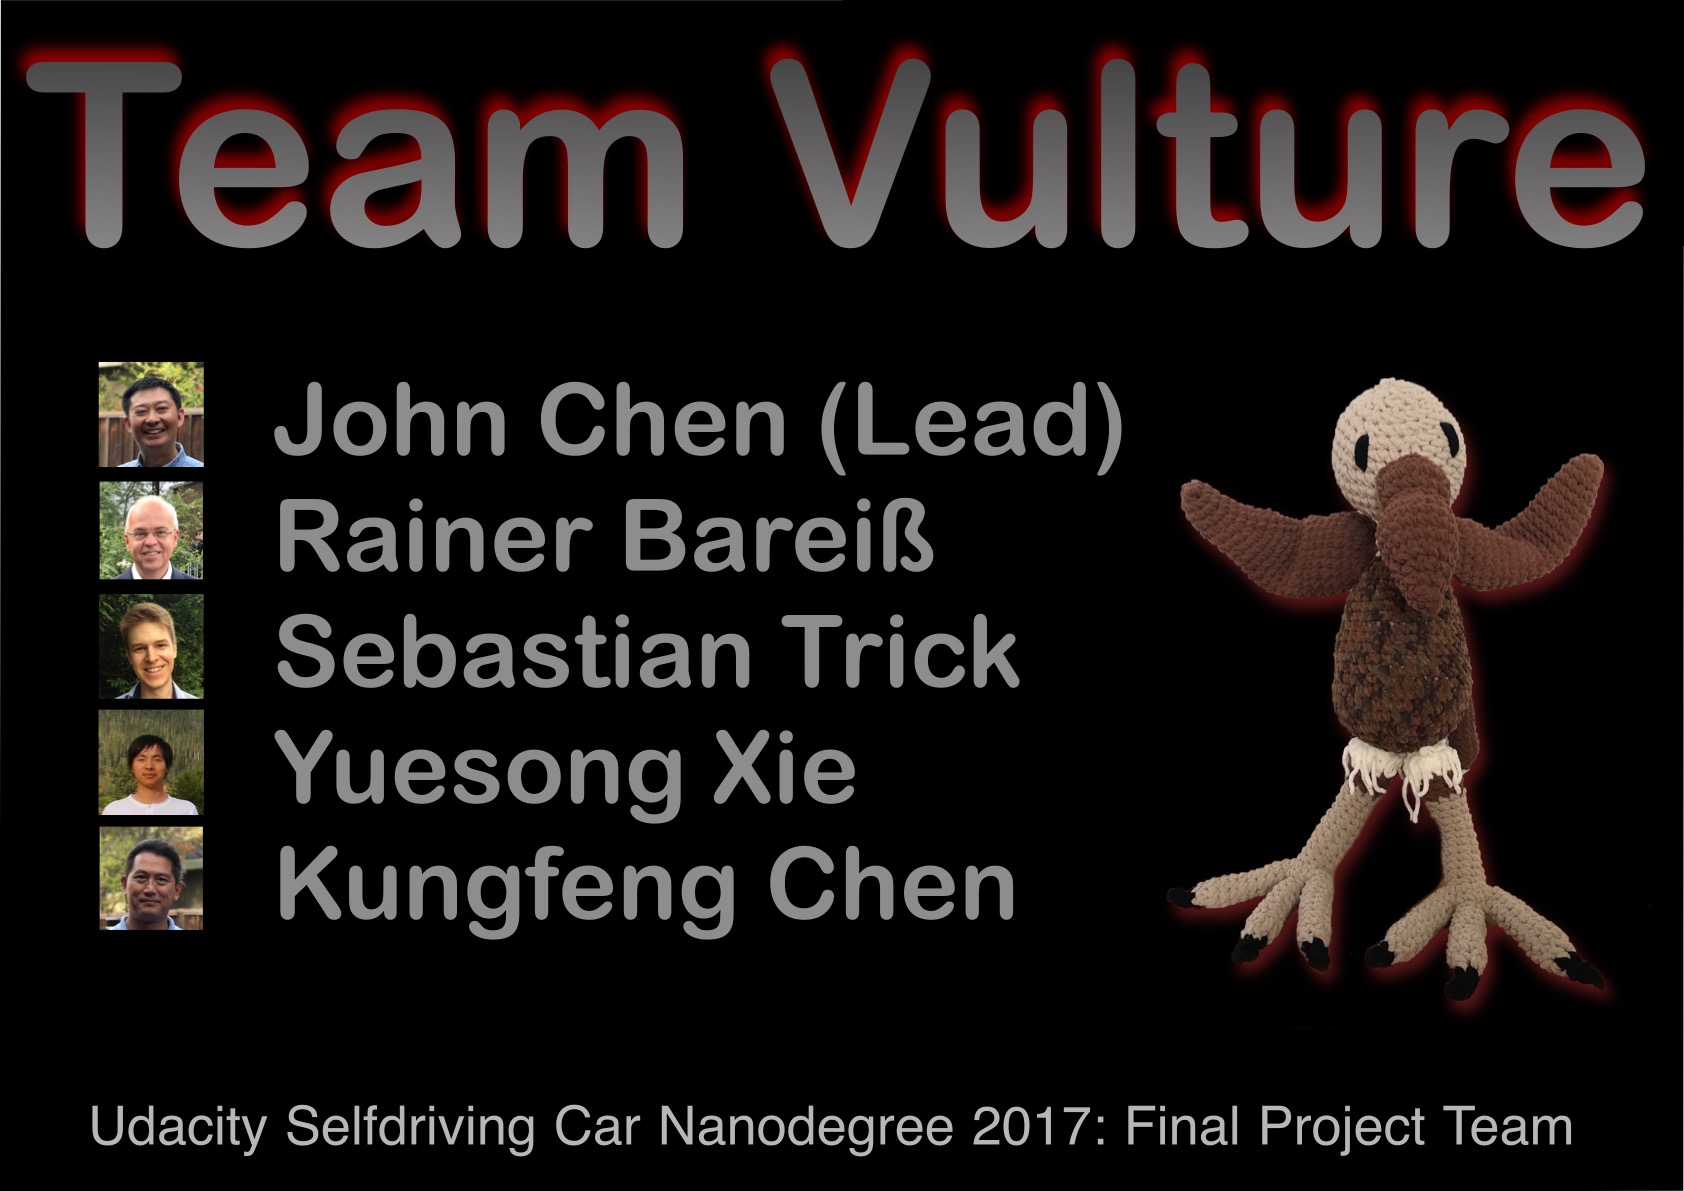 Team Vulture
John Chen (Lead)
Rainer Bareiß
Sebastian Trick
Yuesong Xie
Kungfeng Chen
Udacity Selfdriving Car Nanodegree 2017: Final Project Team